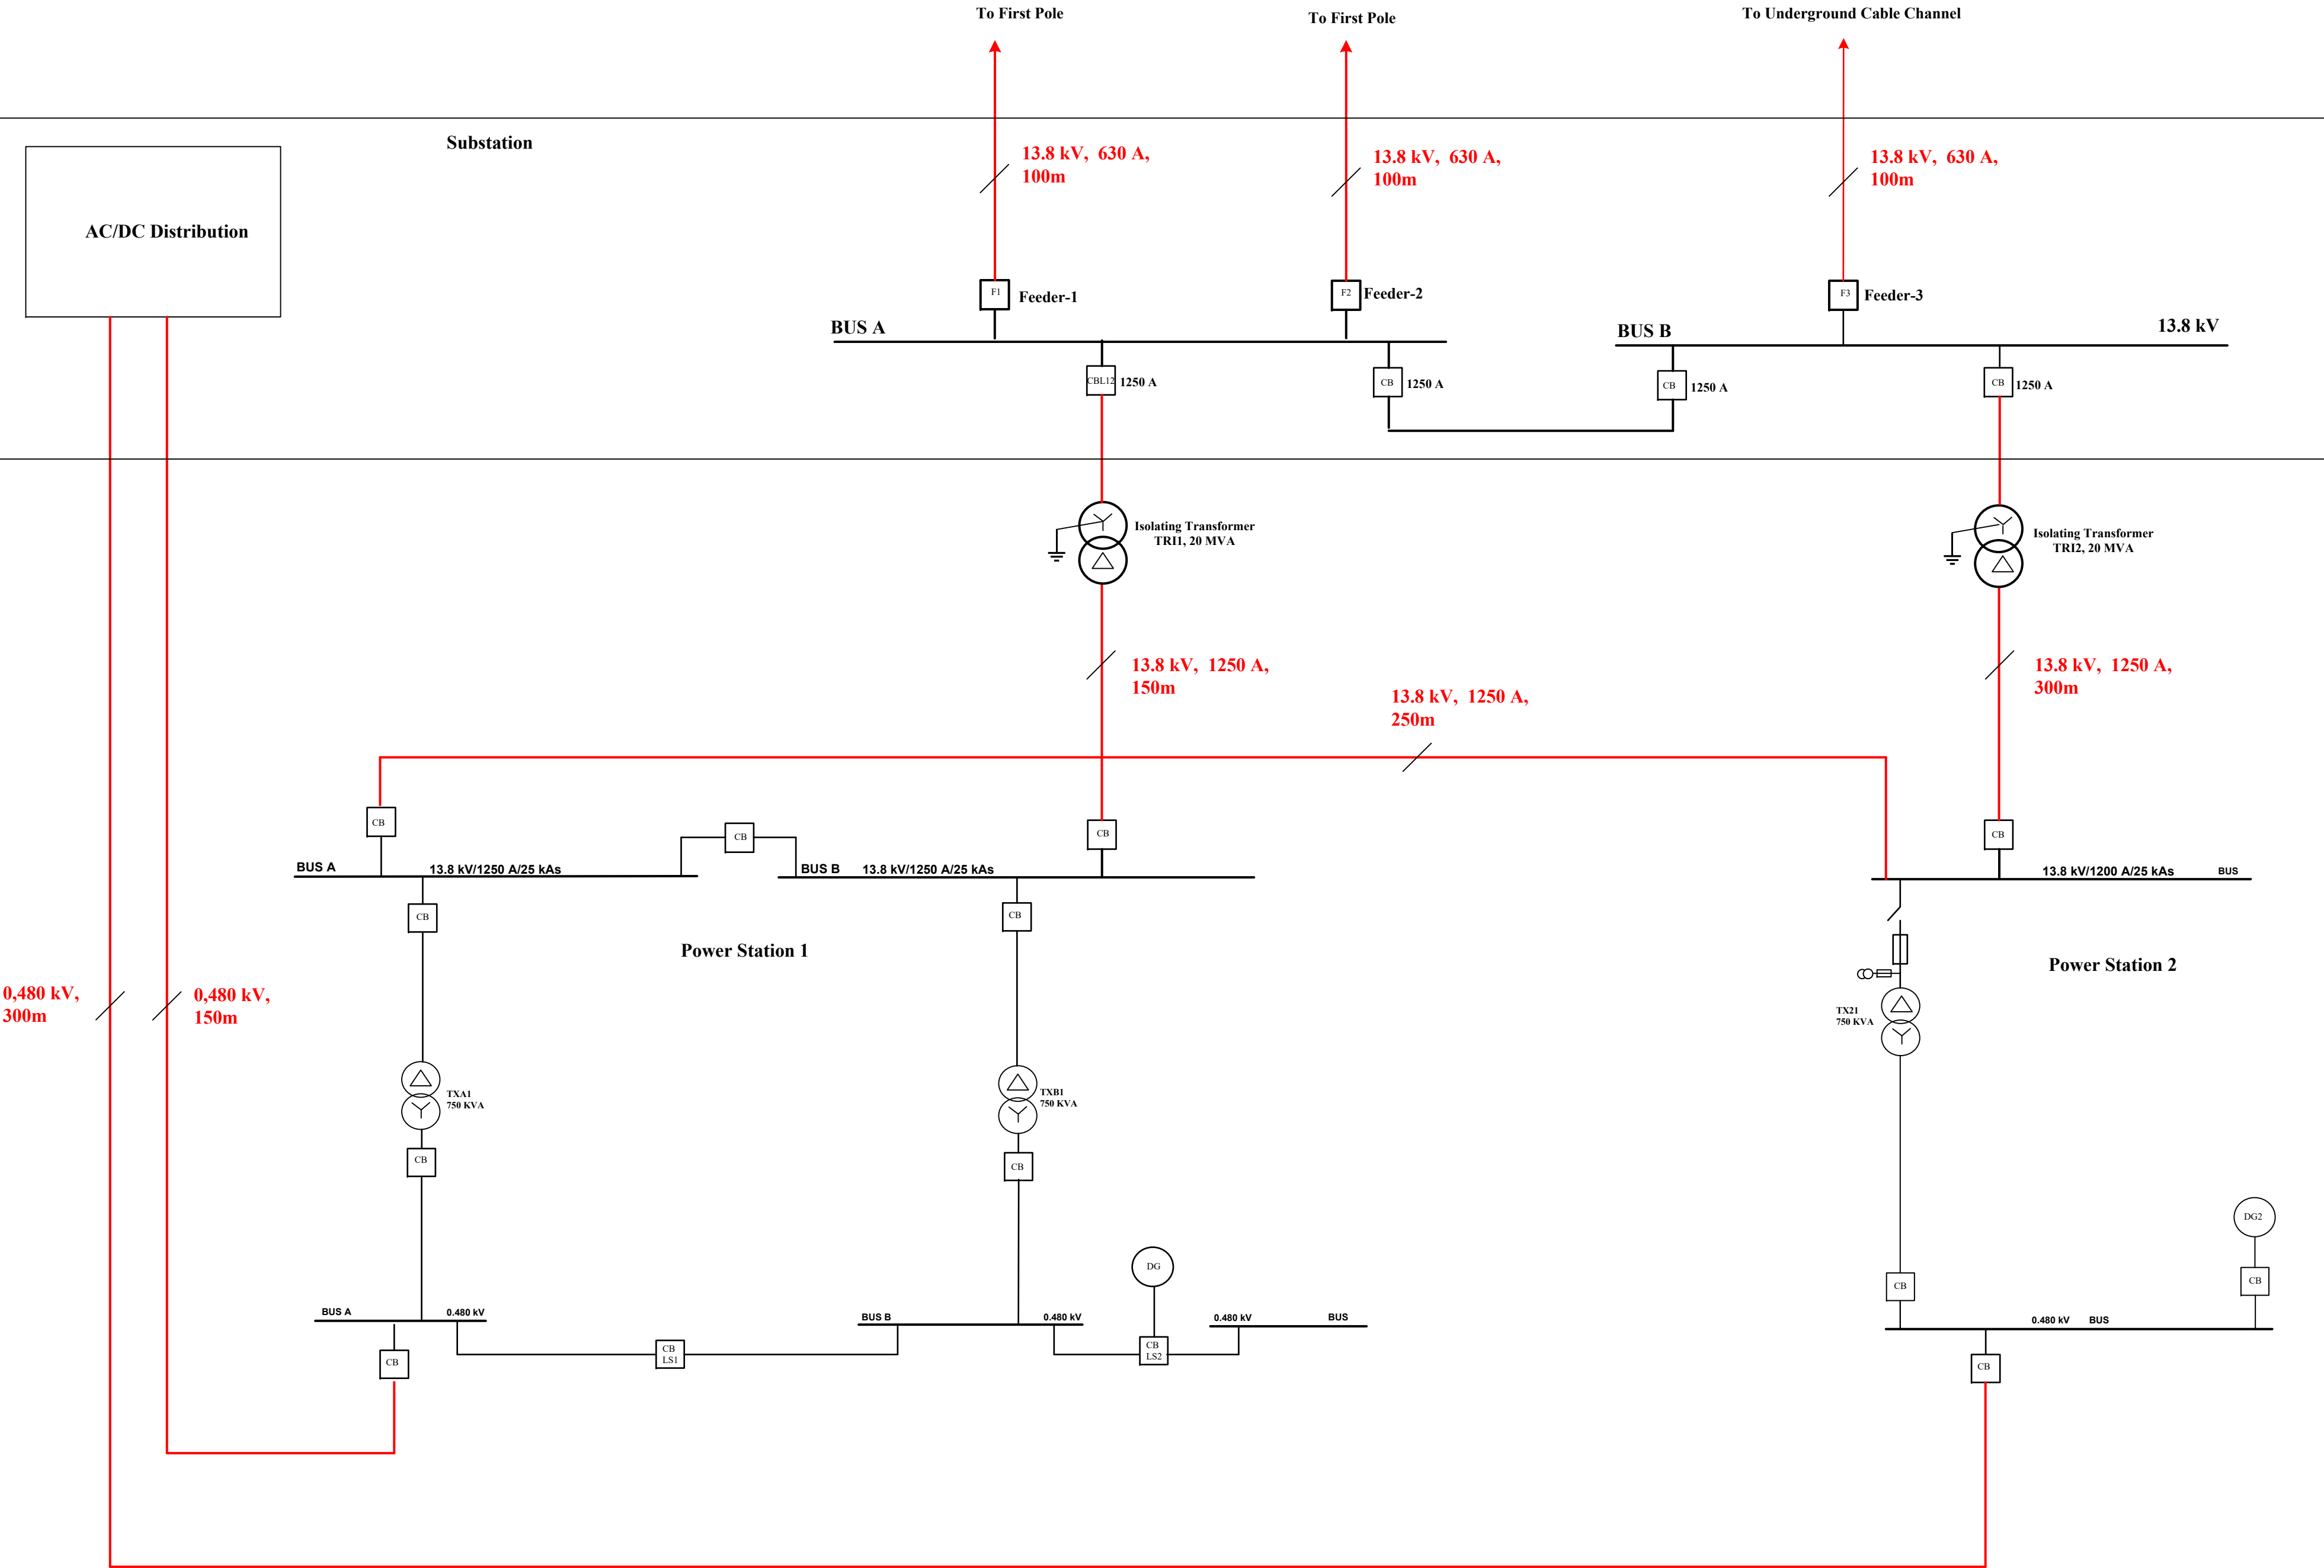 To First Pole
To First Pole
To Underground Cable Channel
Substation
13.8 kV,  630 A,
100m
13.8 kV,  630 A,
100m
13.8 kV,  630 A,
100m
AC/DC Distribution
F1
Feeder-1
F2
Feeder-2
F3
Feeder-3
BUS A
BUS B
13.8 kV
CBL12
1250 A
CB
1250 A
CB
1250 A
CB
1250 A
Isolating Transformer
TRI1, 20 MVA
Isolating Transformer
TRI2, 20 MVA
13.8 kV,  1250 A,
150m
13.8 kV,  1250 A,
250m
13.8 kV,  1250 A,
300m
CB
CB
CB
CB
BUS A
13.8 kV/1250 A/25 kAs
BUS B
13.8 kV/1250 A/25 kAs
13.8 kV/1200 A/25 kAs
BUS
CB
CB
Power Station 1
Power Station 2
0,480 kV,
300m
0,480 kV,
150m
TX21
750 KVA
TXA1
750 KVA
TXB1
750 KVA
CB
CB
DG2
DG
CB
CB
BUS A
0.480 kV
BUS B
0.480 kV
0.480 kV
BUS
0.480 kV
BUS
CB
CB
LS1
CB
LS2
CB